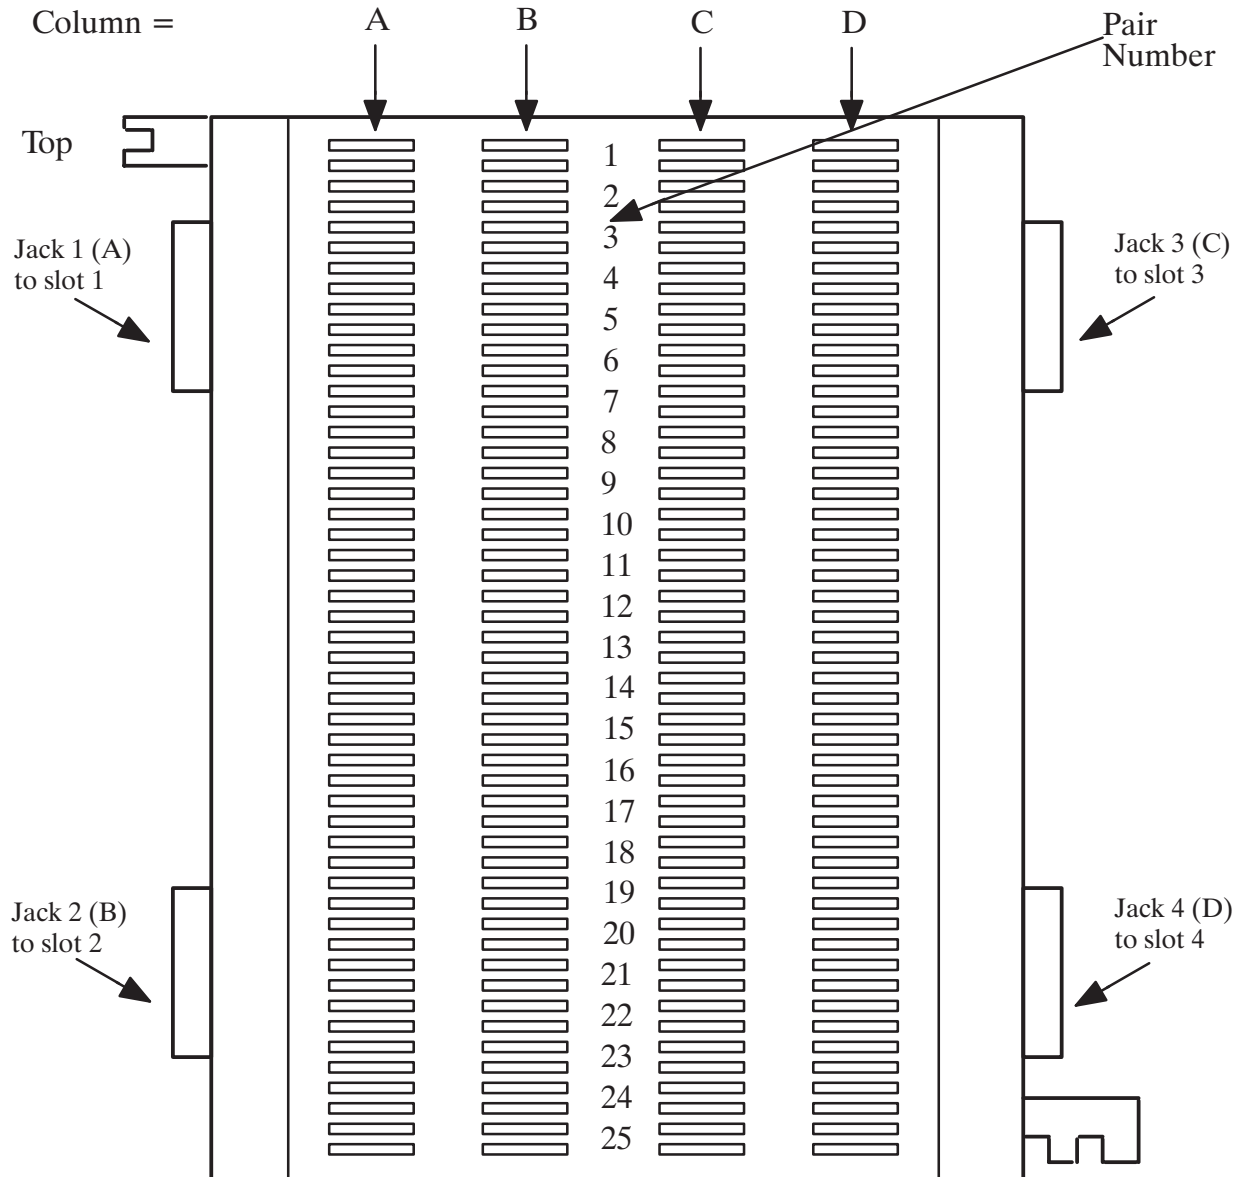 Column =
A
B
C
D
Pair
Number
Top
Jack 1 (A)
to slot 1
Jack 3 (C)
to slot 3
1
2
3
4
5
6
7
8
9
10
11
12
13
14
15
16
17
18
19
20
21
22
23
24
25
Jack 2 (B)
to slot 2
Jack 4 (D)
to slot 4